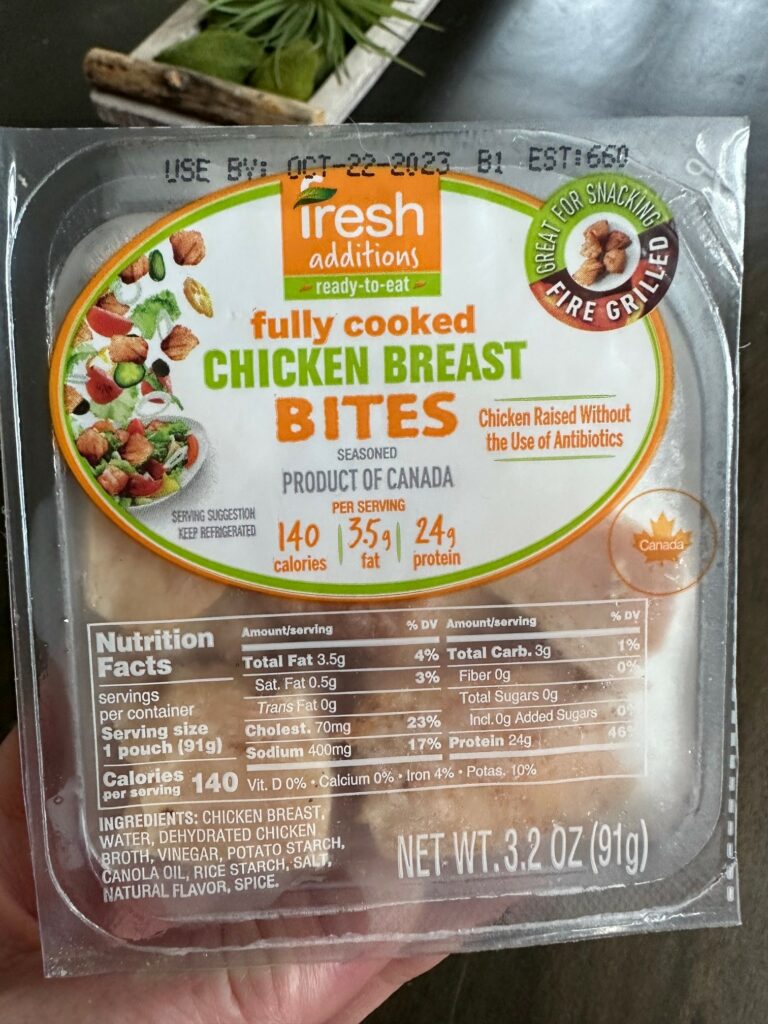 USE BY: OCT-22-2023 B1 EST:660
fresh
additions
ready-to-eat
GREAT FOR SNACKING
FIRE GRILLED
fully cooked
CHICKEN BREAST
BITES
Chicken Raised Without
the Use of Antibiotics
SEASONED
PRODUCT OF CANADA
SERVING SUGGESTION
KEEP REFRIGERATED
PER SERVING
140 3.5g 24g
calories fat protein
Canada
Nutrition
Facts
servings
per container
Serving size
1 pouch (91g)
Calories
per serving 140
Amount/serving % DV
Total Fat 3.5g 4%
Sat. Fat 0.5g 3%
Trans Fat 0g
Cholest. 70mg 23%
Sodium 400mg 17%
Amount/serving % DV
Total Carb. 3g 1%
Fiber 0g 0%
Total Sugars 0g
Incl. 0g Added Sugars 0%
Protein 24g 46%
Vit. D 0% • Calcium 0% • Iron 4% • Potas. 10%
INGREDIENTS: CHICKEN BREAST,
WATER, DEHYDRATED CHICKEN
BROTH, VINEGAR, POTATO STARCH,
CANOLA OIL, RICE STARCH, SALT,
NATURAL FLAVOR, SPICE.
NET WT. 3.2 OZ (91g)